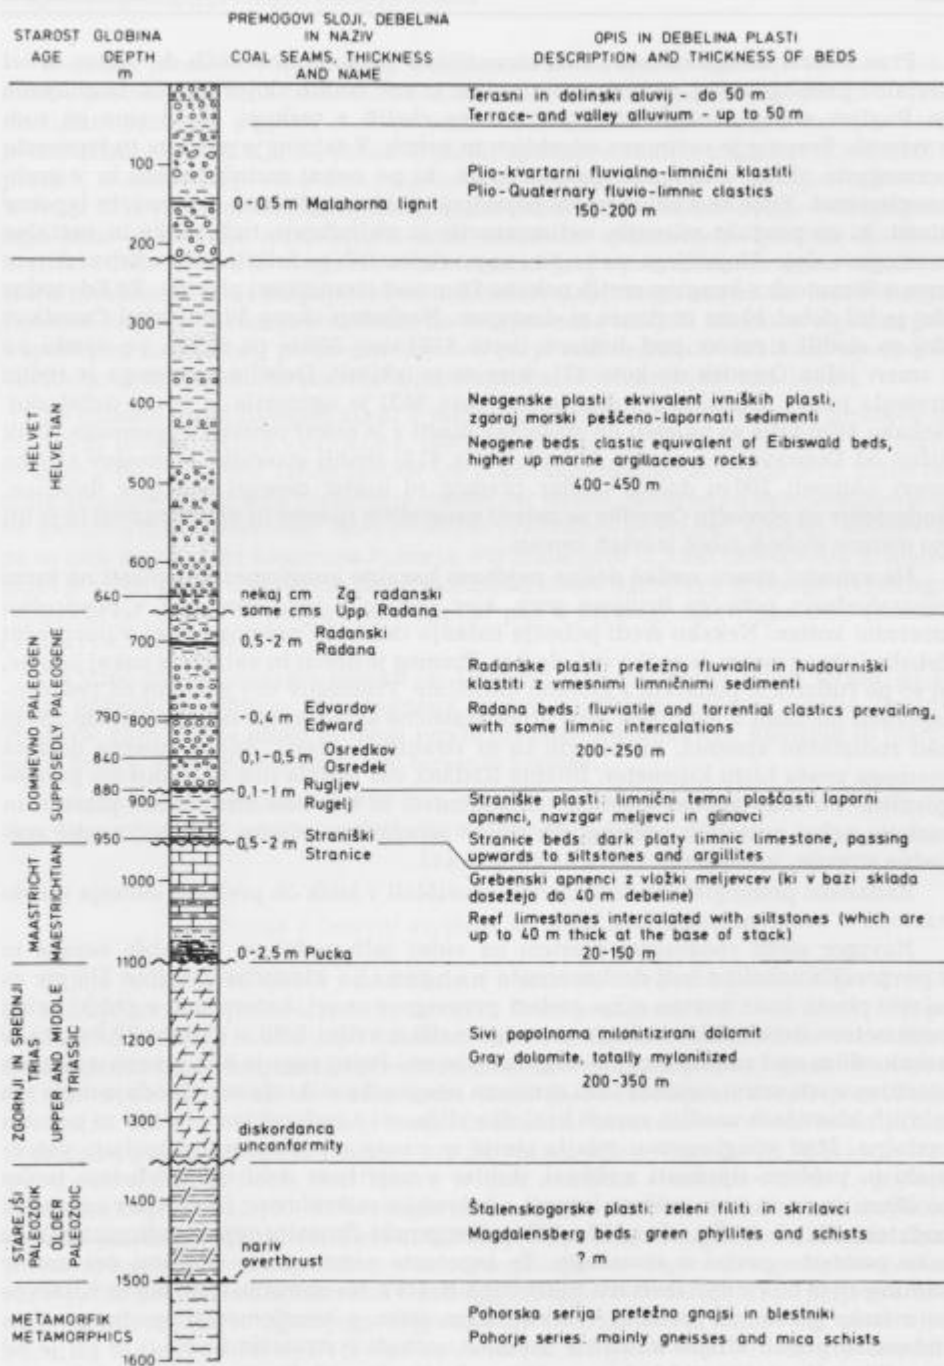 STAROST GLOBINA
AGE DEPTH
m
PREMOGOVI SLOJI, DEBELINA
IN NAZIV
COAL SEAMS, THICKNESS
AND NAME
OPIS IN DEBELINA PLASTI
DESCRIPTION AND THICKNESS OF BEDS
Terasni in dolinski aluvij - do 50 m
Terrace- and valley alluvium - up to 50 m
100
Plio-kvartarni fluvialno-limnični klastiti
Plio-Quaternary fluvio-limnic clastics
150-200 m
0-0.5 m Malahorna lignit
200
300
HELVET
HELVETIAN
400
Neogenske plasti: ekvivalent ivniških plasti,
zgoraj morski peščeno-lapornati sedimenti
Neogene beds: clastic equivalent of Eibiswald beds,
higher up marine argillaceous rocks
400-450 m
500
600
640
nekaj cm Zg. radanski
some cms Upp. Radana
DOMNEVNO PALEOGEN
SUPPOSEDLY PALEOGENE
700
0,5-2 m Radanski
Radana
Radanske plasti: pretežno fluvialni in hudourniški
klastiti z vmesnimi limničnimi sedimenti
Radana beds: fluviatile and torrential clastics prevailing,
with some limnic intercalations
200-250 m
790
800
-0,4 m Edvardov
Edward
840
0,1-0,5m Osredkov
Osredek
880
0,1-1 m Rugljev
Rugelj
900
Straniške plasti: limnični temni ploščasti laporni
apnenci, navzgor meljevci in glinovci
Stranice beds: dark platy limnic limestone, passing
upwards to siltstones and argillites
950
0,5-2 m Straniški
Stranice
MAASTRICHT
MAESTRICHTIAN
1000
Grebenski apnenci z vložki meljevcev (ki v bazi sklada
dosežejo do 40 m debeline)
Reef limestones intercalated with siltstones (which are
up to 40 m thick at the base of stack)
20-150 m
0-2,5 m Pucka
1100
ZGORNJI IN SREDNJI
TRIAS
UPPER AND MIDDLE
TRIASSIC
1200
Sivi popolnoma milonitizirani dolomit
Gray dolomite, totally mylonitized
200-350 m
1300
diskordanca
unconformity
STAREJŠI
PALEOZOIK
OLDER
PALEOZOIC
1400
Štalenskogorske plasti: zeleni filiti in skrilavci
Magdalensberg beds: green phyllites and schists
? m
nariv
overthrust
1500
METAMORFIK
METAMORPHICS
Pohorska serija: pretežno gnajsi in blestniki
Pohorje series: mainly gneisses and mica schists
1600